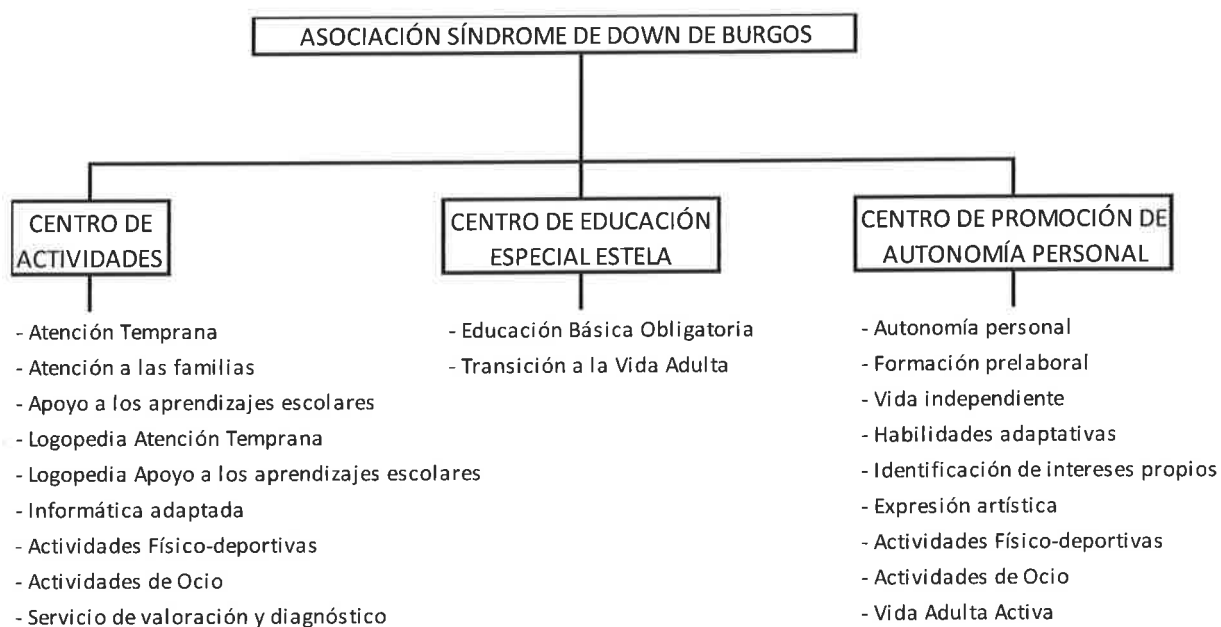 ASOCIACIÓN SÍNDROME DE DOWN DE BURGOS
CENTRO DE
ACTIVIDADES
- Atención Temprana
- Atención a las familias
- Apoyo a los aprendizajes escolares
- Logopedia Atención Temprana
- Logopedia Apoyo a los aprendizajes escolares
- Informática adaptada
- Actividades Físico-deportivas
- Actividades de Ocio
- Servicio de valoración y diagnóstico
CENTRO DE EDUCACIÓN
ESPECIAL ESTELA
- Educación Básica Obligatoria
- Transición a la Vida Adulta
CENTRO DE PROMOCIÓN DE
AUTONOMÍA PERSONAL
- Autonomía personal
- Formación prelaboral
- Vida independiente
- Habilidades adaptativas
- Identificación de intereses propios
- Expresión artística
- Actividades Físico-deportivas
- Actividades de Ocio
- Vida Adulta Activa